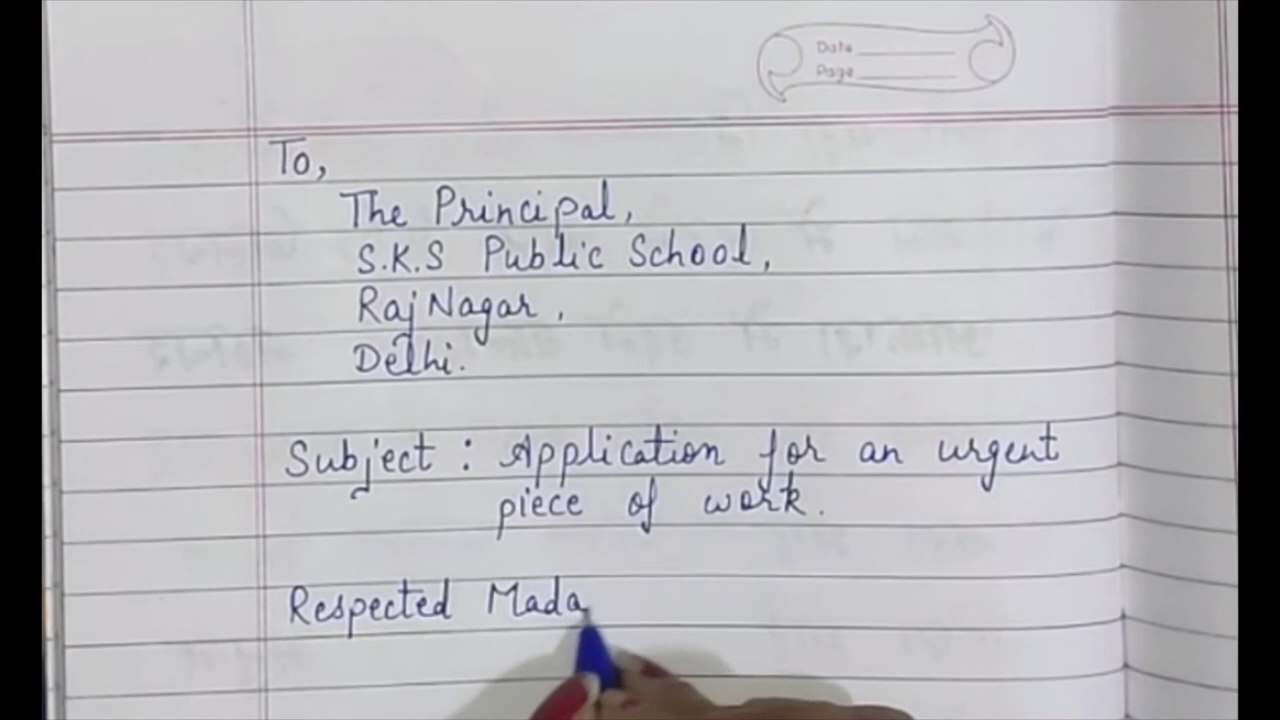 Date
Page
To,
The Principal,
S.K.S Public School,
Raj Nagar,
Delhi.
Subject : Application for an urgent
piece of work.
Respected Mada